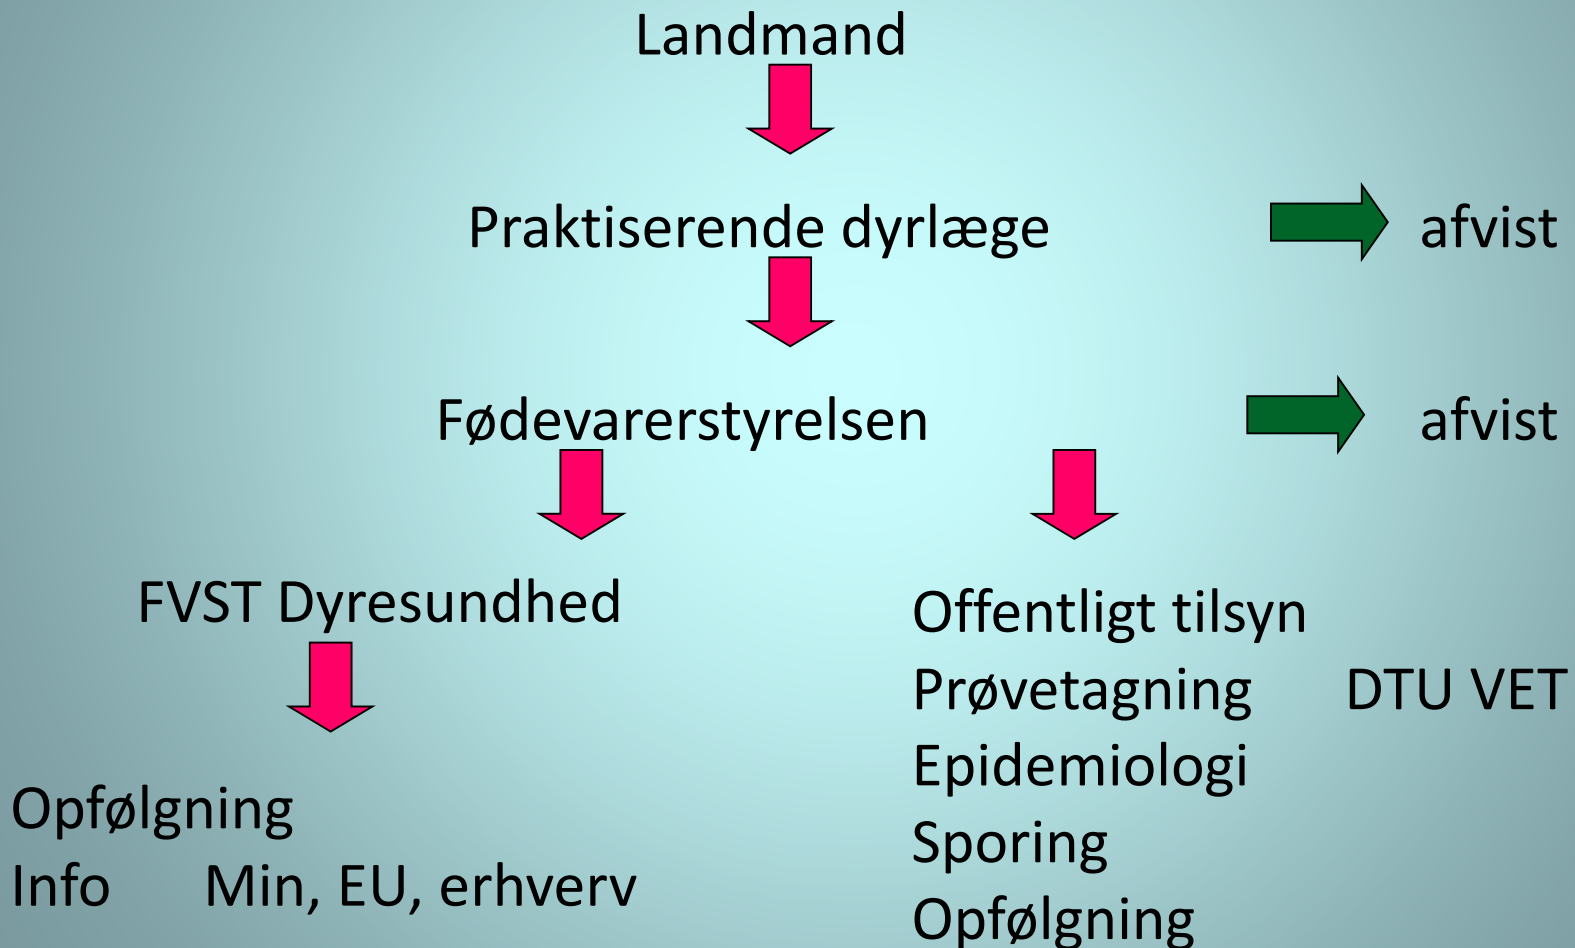 Landmand
Praktiserende dyrlæge afvist
Fødevarerstyrelsen afvist
FVST Dyresundhed
Opfølgning
Info Min, EU, erhverv
Offentligt tilsyn
Prøvetagning DTU VET
Epidemiologi
Sporing
Opfølgning